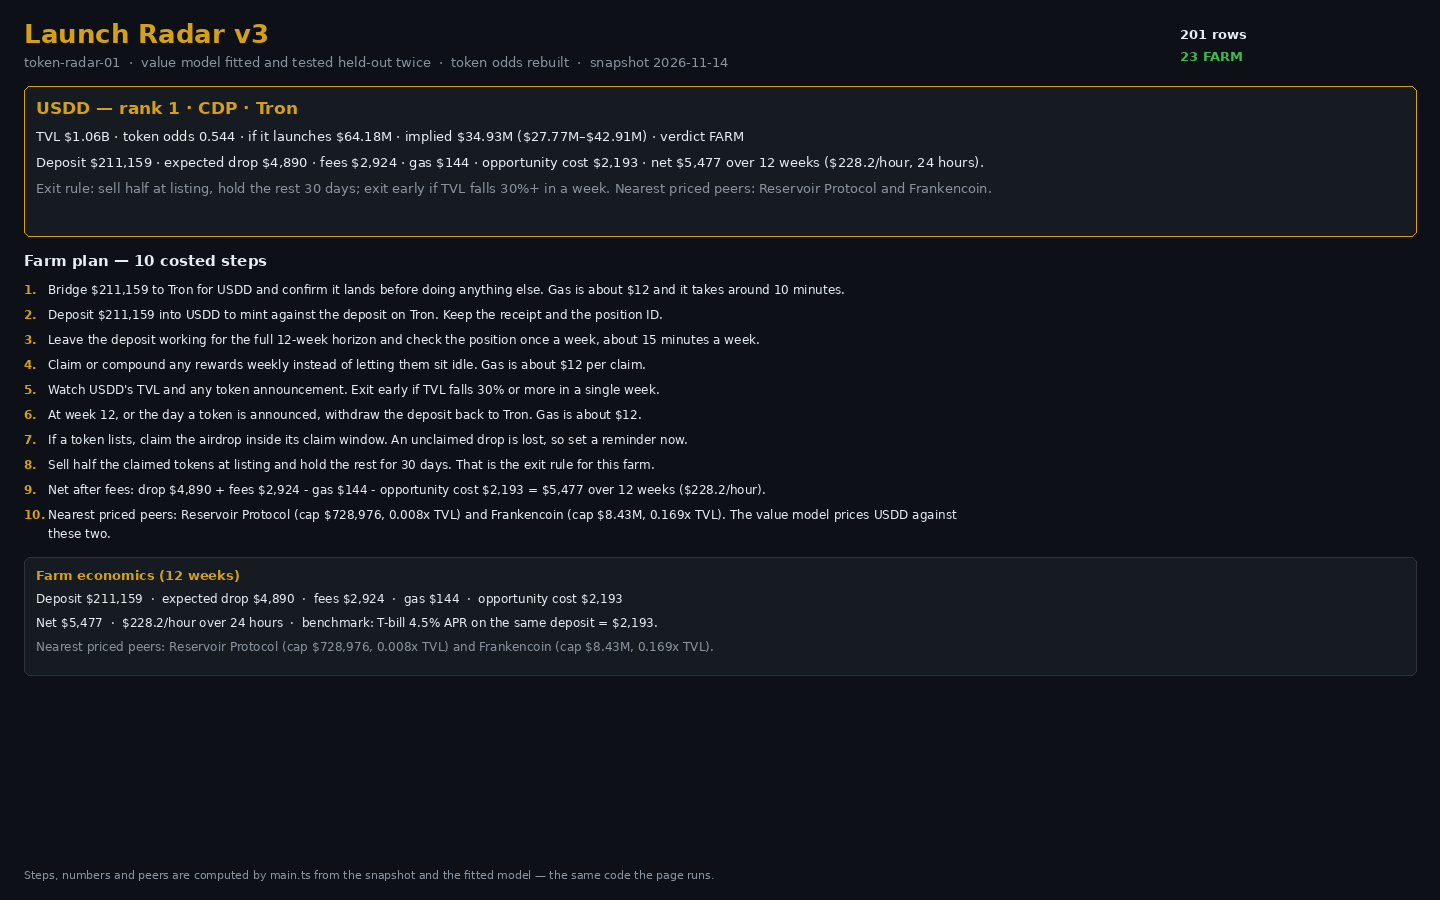 Launch Radar v3
201 rows
token-radar-01 · value model fitted and tested held-out twice · token odds rebuilt · snapshot 2026-11-14
23 FARM
USDD — rank 1 · CDP · Tron
TVL $1.06B · token odds 0.544 · if it launches $64.18M · implied $34.93M ($27.77M–$42.91M) · verdict FARM
Deposit $211,159 · expected drop $4,890 · fees $2,924 · gas $144 · opportunity cost $2,193 · net $5,477 over 12 weeks ($228.2/hour, 24 hours).
Exit rule: sell half at listing, hold the rest 30 days; exit early if TVL falls 30%+ in a week. Nearest priced peers: Reservoir Protocol and Frankencoin.
Farm plan — 10 costed steps
1. Bridge $211,159 to Tron for USDD and confirm it lands before doing anything else. Gas is about $12 and it takes around 10 minutes.
2. Deposit $211,159 into USDD to mint against the deposit on Tron. Keep the receipt and the position ID.
3. Leave the deposit working for the full 12-week horizon and check the position once a week, about 15 minutes a week.
4. Claim or compound any rewards weekly instead of letting them sit idle. Gas is about $12 per claim.
5. Watch USDD's TVL and any token announcement. Exit early if TVL falls 30% or more in a single week.
6. At week 12, or the day a token is announced, withdraw the deposit back to Tron. Gas is about $12.
7. If a token lists, claim the airdrop inside its claim window. An unclaimed drop is lost, so set a reminder now.
8. Sell half the claimed tokens at listing and hold the rest for 30 days. That is the exit rule for this farm.
9. Net after fees: drop $4,890 + fees $2,924 - gas $144 - opportunity cost $2,193 = $5,477 over 12 weeks ($228.2/hour).
10. Nearest priced peers: Reservoir Protocol (cap $728,976, 0.008x TVL) and Frankencoin (cap $8.43M, 0.169x TVL). The value model prices USDD against
these two.
Farm economics (12 weeks)
Deposit $211,159 · expected drop $4,890 · fees $2,924 · gas $144 · opportunity cost $2,193
Net $5,477 · $228.2/hour over 24 hours · benchmark: T-bill 4.5% APR on the same deposit = $2,193.
Nearest priced peers: Reservoir Protocol (cap $728,976, 0.008x TVL) and Frankencoin (cap $8.43M, 0.169x TVL).
Steps, numbers and peers are computed by main.ts from the snapshot and the fitted model — the same code the page runs.